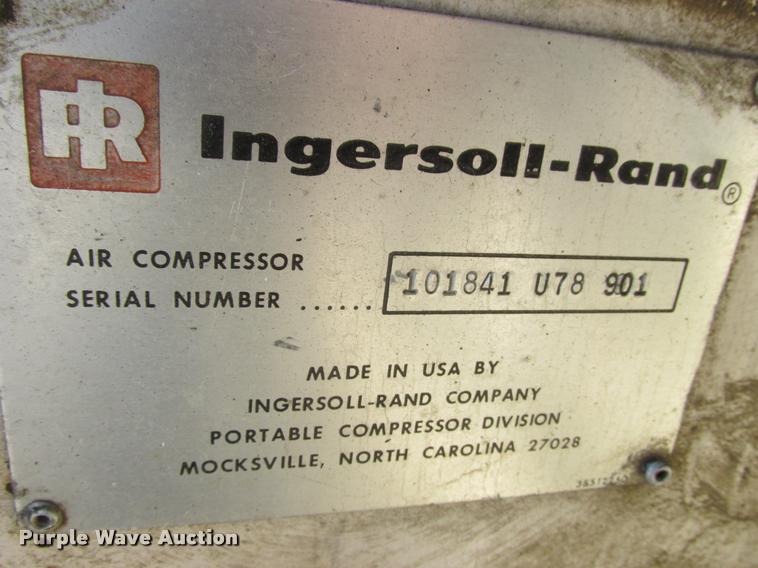 IR Ingersoll-Rand®
AIR COMPRESSOR
SERIAL NUMBER ...... 101841 U78 901
MADE IN USA BY
INGERSOLL-RAND COMPANY
PORTABLE COMPRESSOR DIVISION
MOCKSVILLE, NORTH CAROLINA 27028
Purple Wave Auction